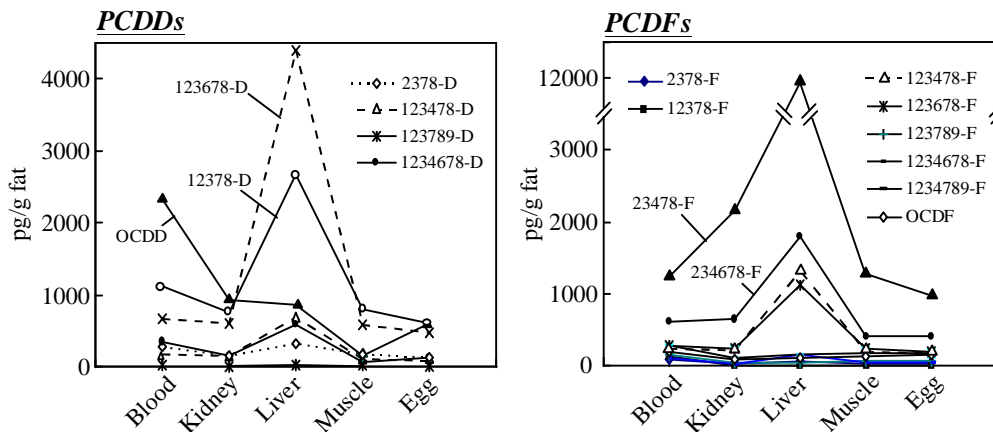 PCDDs
pg/g fat
4000
3000
2000
1000
0
123678-D
12378-D
OCDD
2378-D
123478-D
123789-D
1234678-D
Blood
Kidney
Liver
Muscle
Egg
PCDFs
pg/g fat
12000
3000
2000
1000
0
2378-F
12378-F
123478-F
123678-F
123789-F
1234678-F
1234789-F
OCDF
23478-F
234678-F
Blood
Kidney
Liver
Muscle
Egg